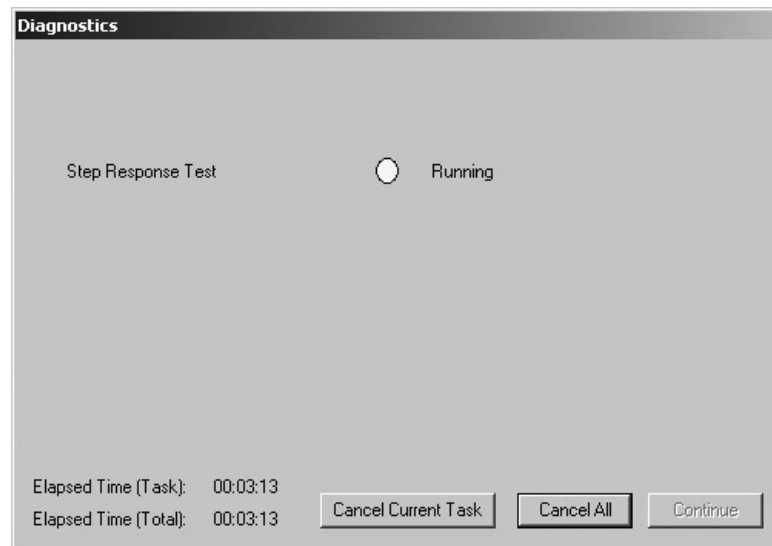 Diagnostics
Step Response Test Running
Elapsed Time (Task): 00:03:13
Elapsed Time (Total): 00:03:13
Cancel Current Task Cancel All Continue